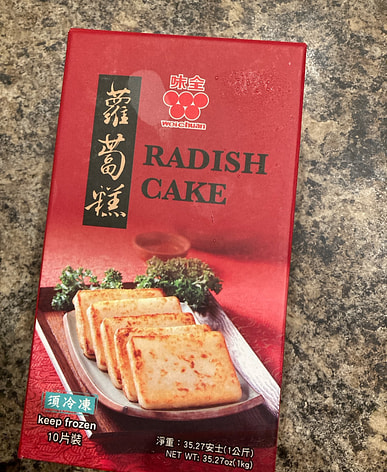 味全
wei-chuan
蘿蔔糕
RADISH
CAKE
須冷凍
keep frozen
10片裝
淨重：35.27安士(1公斤)
NET WT: 35.27oz(1kg)